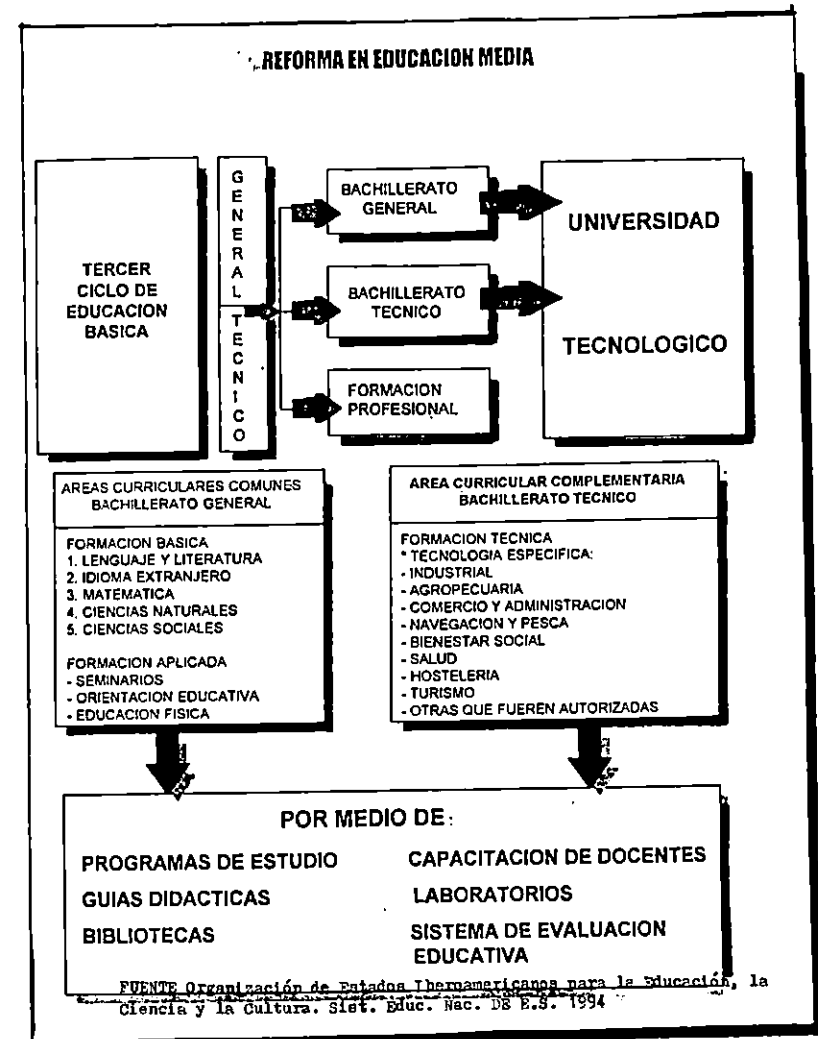 REFORMA EN EDUCACION MEDIA
TERCER
CICLO DE
EDUCACION
BASICA
GENERAL
TECNICO
BACHILLERATO
GENERAL
BACHILLERATO
TECNICO
FORMACION
PROFESIONAL
UNIVERSIDAD
TECNOLOGICO
AREAS CURRICULARES COMUNES
BACHILLERATO GENERAL
FORMACION BASICA
1. LENGUAJE Y LITERATURA
2. IDIOMA EXTRANJERO
3. MATEMATICA
4. CIENCIAS NATURALES
5. CIENCIAS SOCIALES
FORMACION APLICADA
- SEMINARIOS
- ORIENTACION EDUCATIVA
- EDUCACION FISICA
AREA CURRICULAR COMPLEMENTARIA
BACHILLERATO TECNICO
FORMACION TECNICA
* TECNOLOGIA ESPECIFICA:
- INDUSTRIAL
- AGROPECUARIA
- COMERCIO Y ADMINISTRACION
- NAVEGACION Y PESCA
- BIENESTAR SOCIAL
- SALUD
- HOSTELERIA
- TURISMO
- OTRAS QUE FUEREN AUTORIZADAS
POR MEDIO DE:
PROGRAMAS DE ESTUDIO
GUIAS DIDACTICAS
BIBLIOTECAS
CAPACITACION DE DOCENTES
LABORATORIOS
SISTEMA DE EVALUACION
EDUCATIVA
FUENTE Organización de Estados Iberoamericanos para la Educación, la
Ciencia y la Cultura. Sist. Educ. Nac. DE E.S. 1994